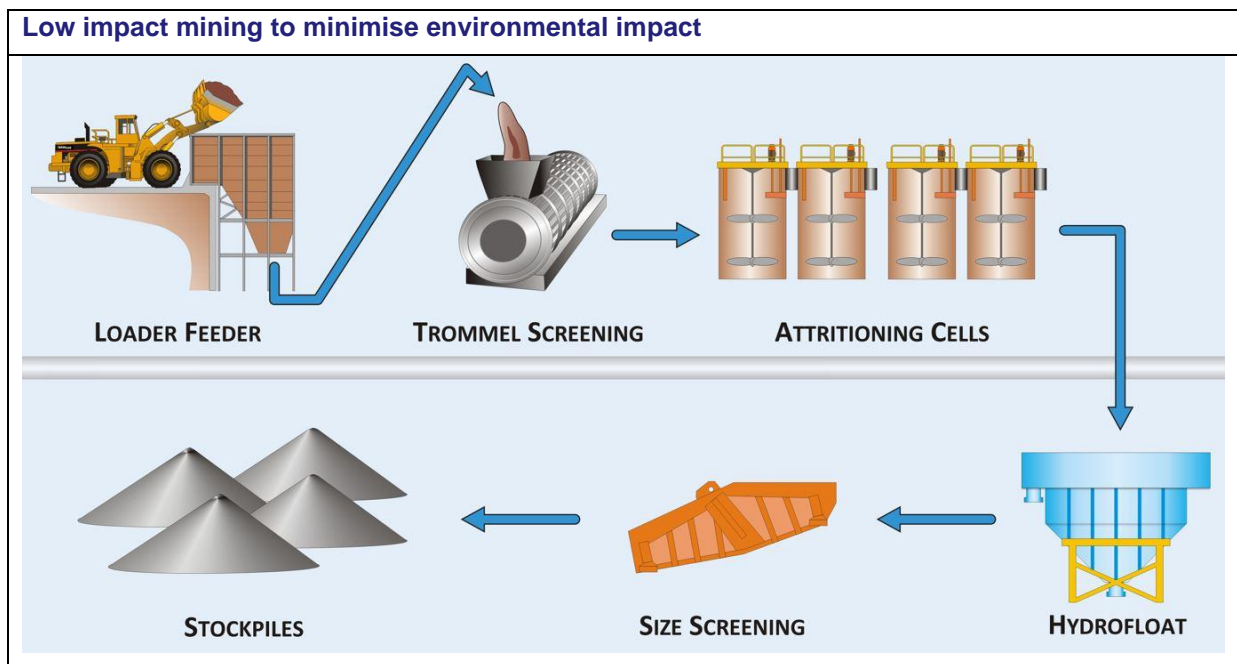 Low impact mining to minimise environmental impact
LOADER FEEDER
TROMMEL SCREENING
ATTRITIONING CELLS
STOCKPILES
SIZE SCREENING
HYDROFLOAT